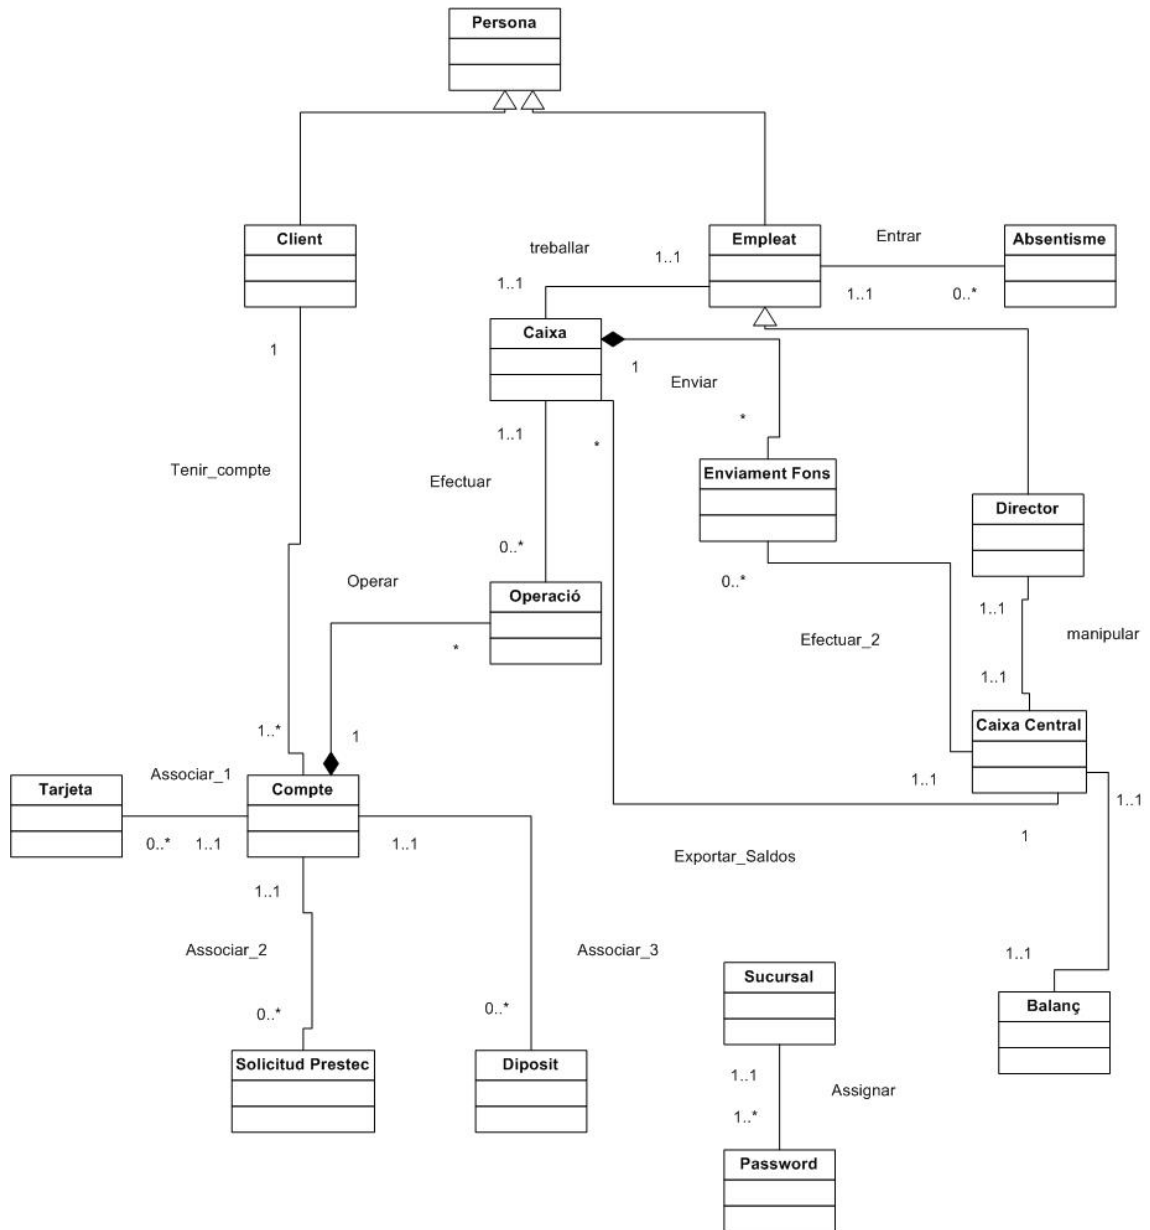 Persona
Client
Empleat
Entrar
Absentisme
treballar
1..1
1..1
1..1
0..*
Caixa
1
1
Enviar
*
1..1
*
Tenir_compte
Efectuar
Enviament Fons
Director
0..*
Operar
Operació
0..*
1..1
*
Efectuar_2
manipular
1..1
1..*
1
Caixa Central
Associar_1
Tarjeta
Compte
1..1
1..1
0..*
1..1
1..1
1
Exportar_Saldos
1..1
Associar_2
Associar_3
1..1
Sucursal
0..*
0..*
Balanç
Solicitud Prestec
Diposit
1..1
Assignar
1..*
Password